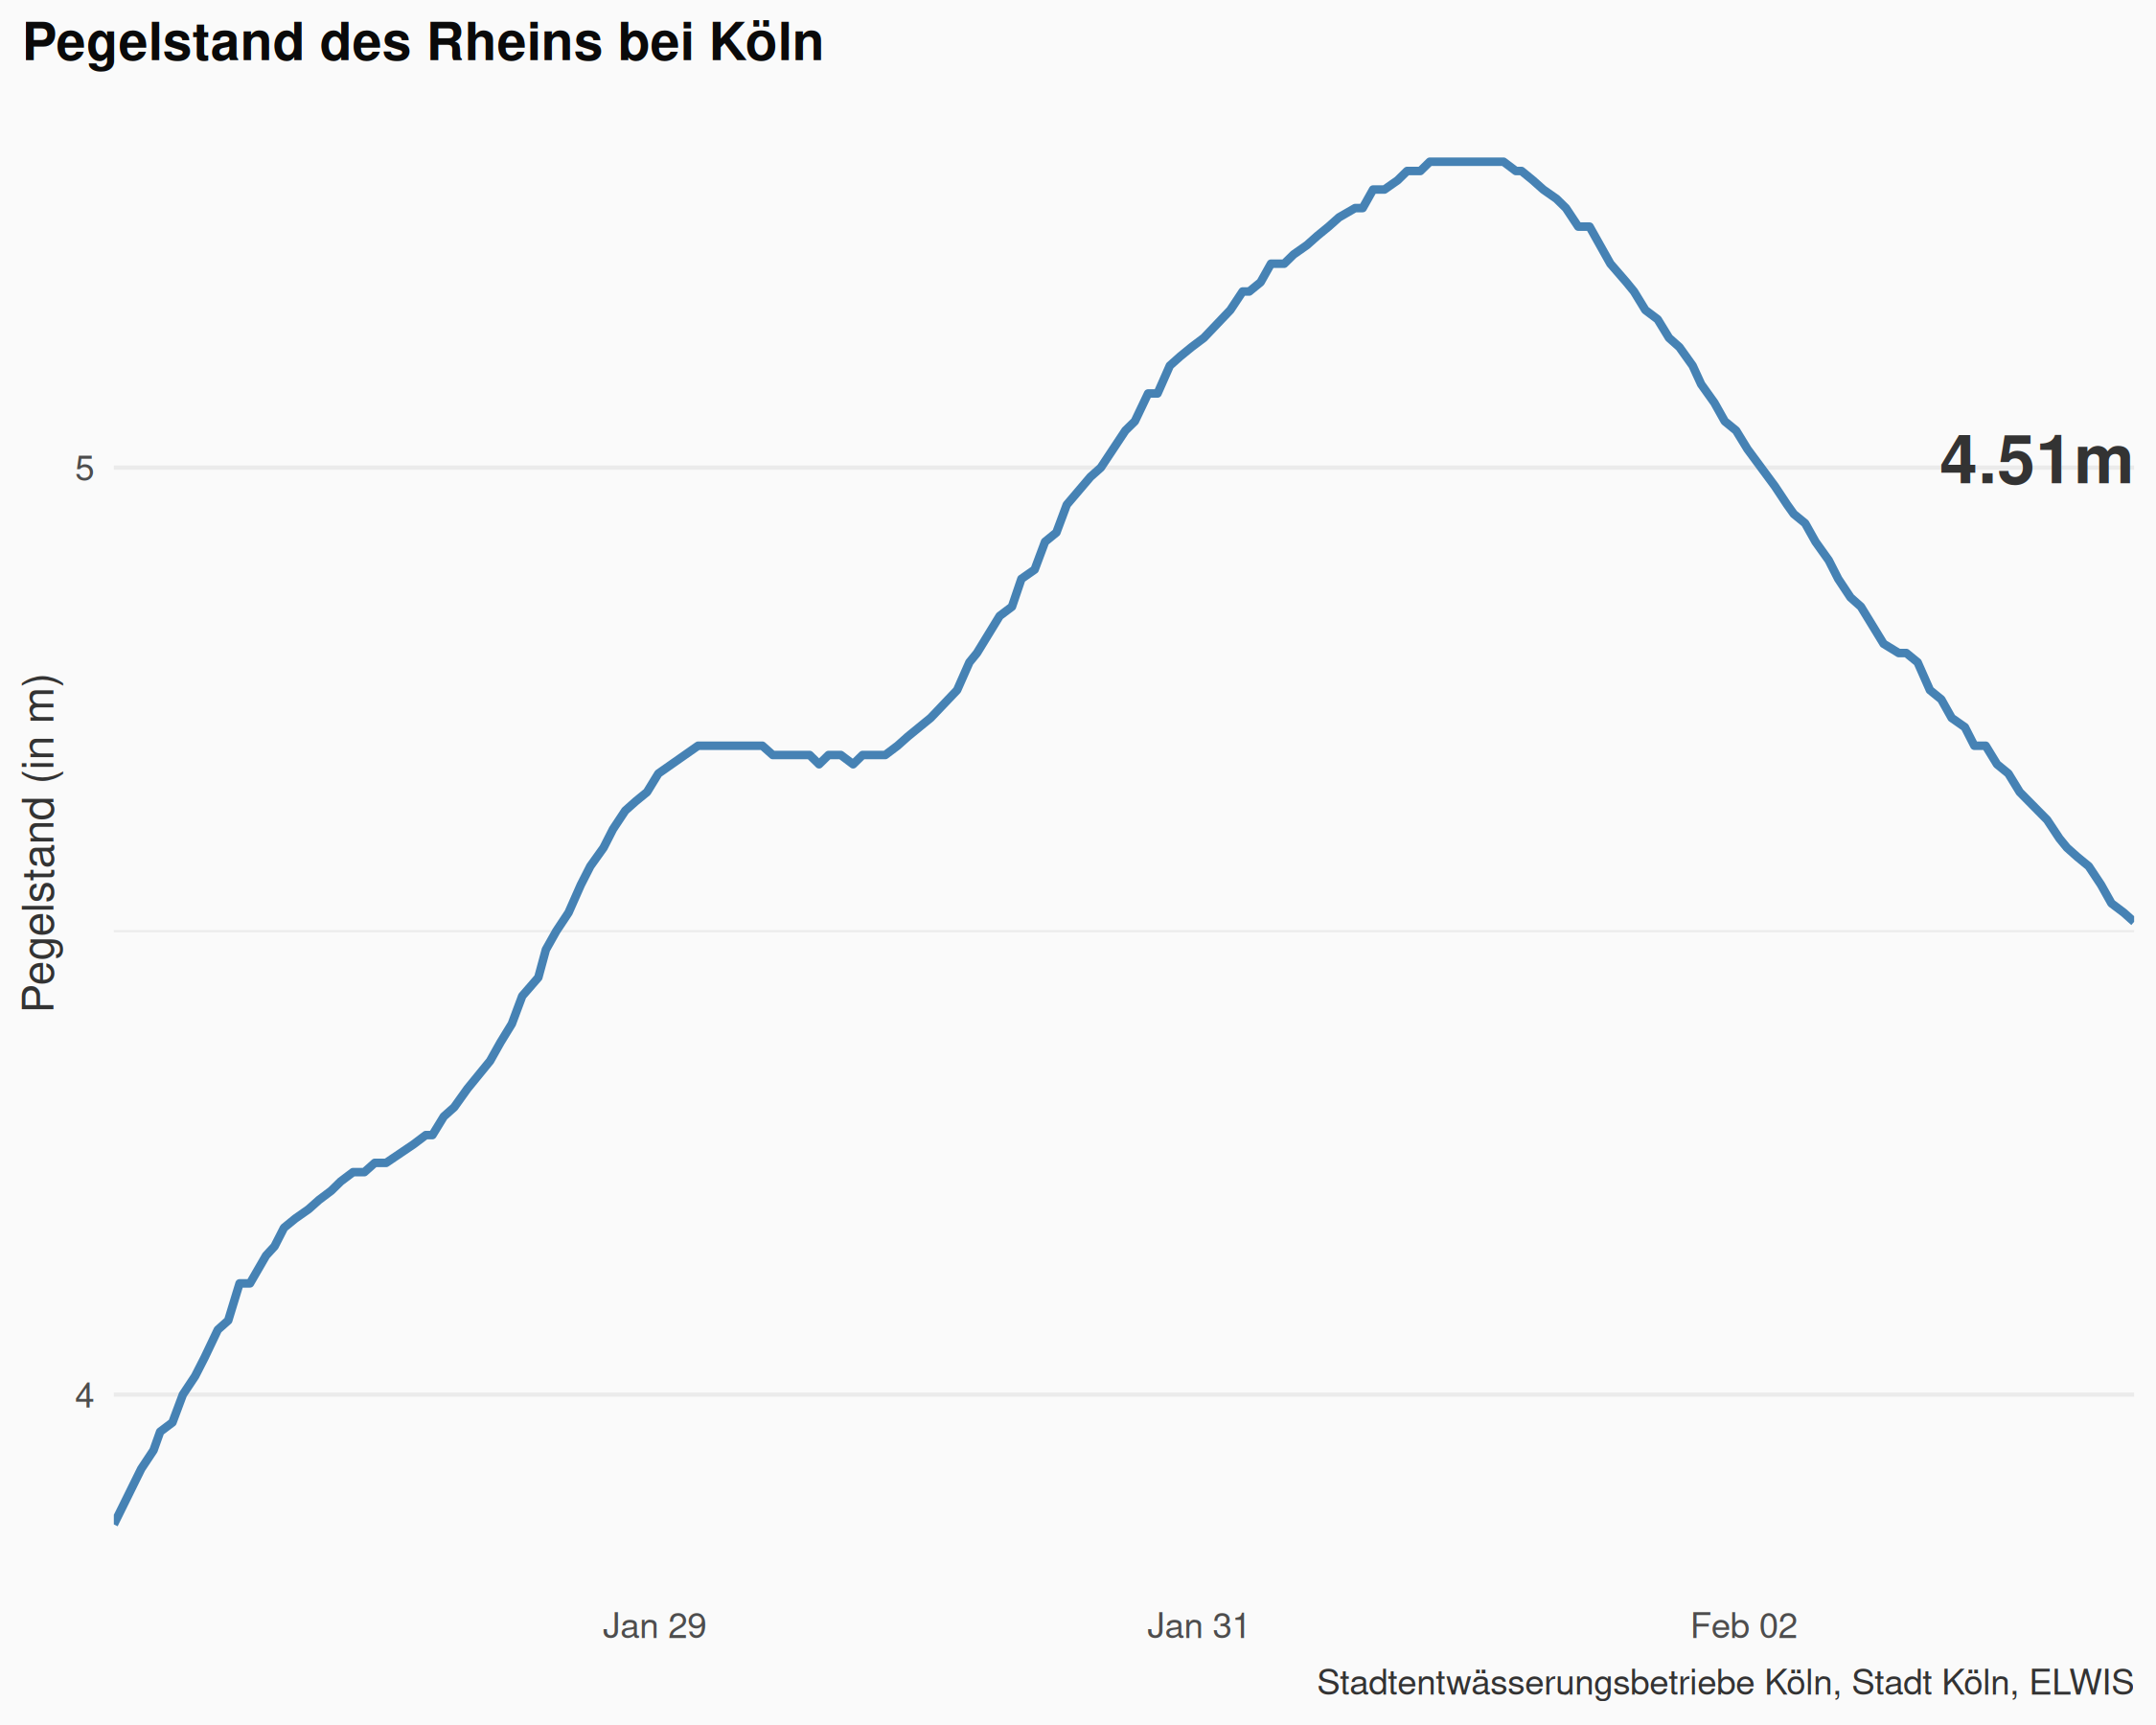 Pegelstand des Rheins bei Köln
Pegelstand (in m)
5
4.51m
4
Jan 29
Jan 31
Feb 02
Stadtentwässerungsbetriebe Köln, Stadt Köln, ELWIS